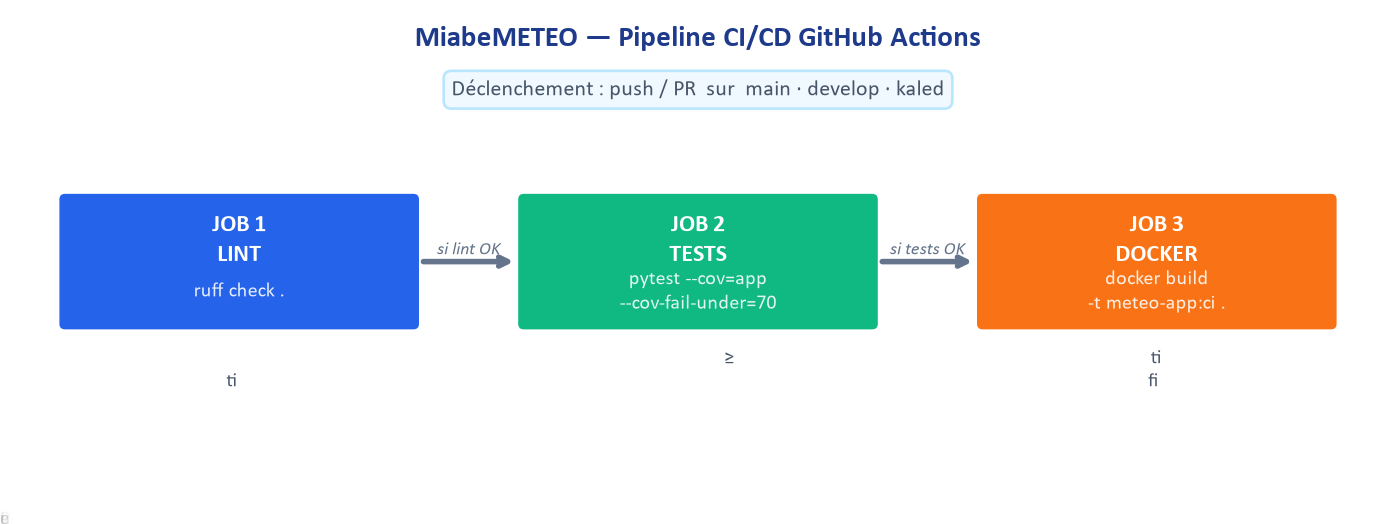 MiabeMETEO — Pipeline CI/CD GitHub Actions
Déclenchement : push / PR sur main · develop · kaled
JOB 1
LINT
ruff check .
si lint OK
JOB 2
TESTS
pytest --cov=app
--cov-fail-under=70
si tests OK
JOB 3
DOCKER
docker build
-t meteo-app:ci .
ti
≥
ti
fi